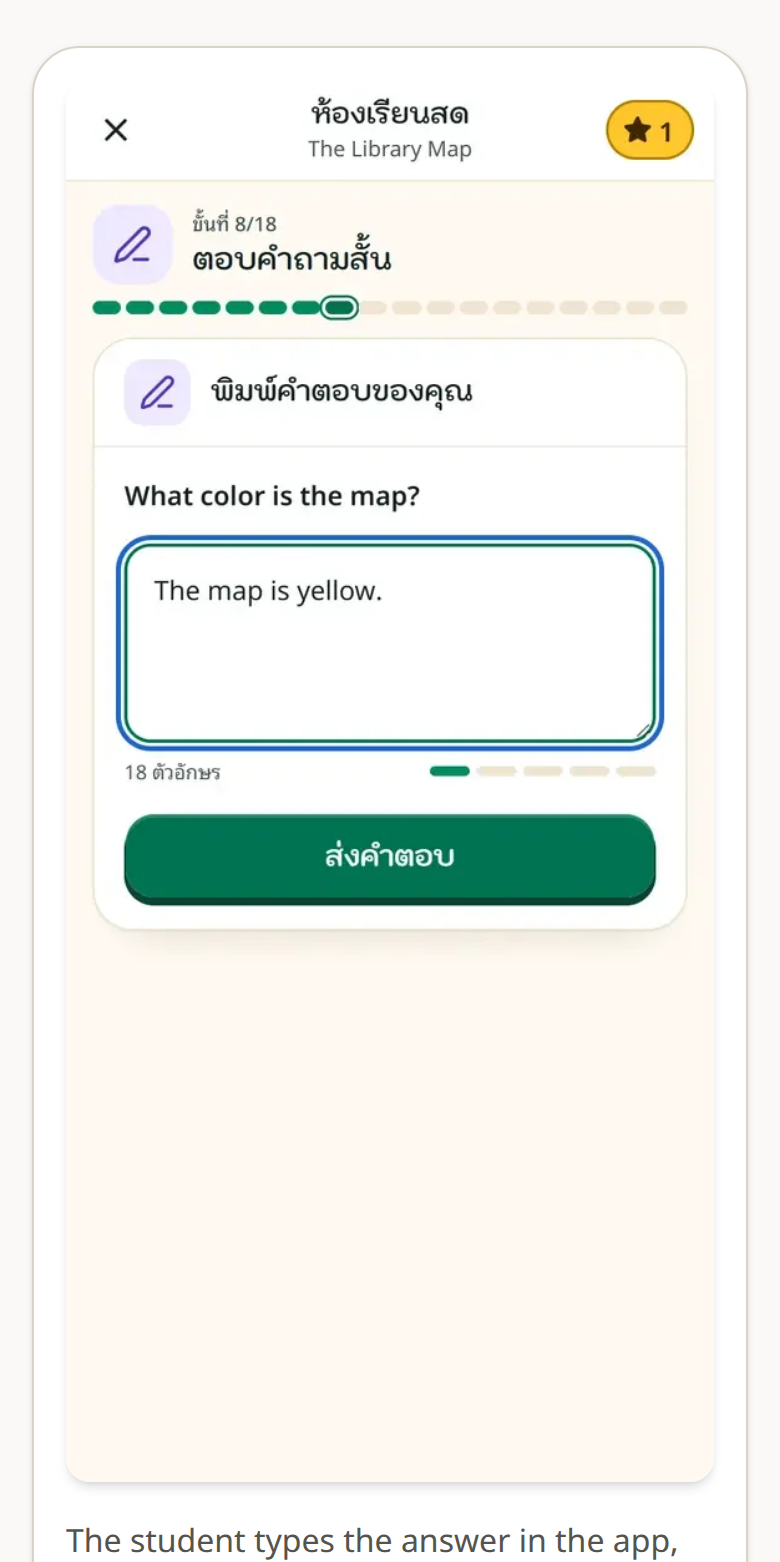 ห้องเรียนสด
The Library Map
1
ขั้นที่ 8/18
ตอบคำถามสั้น
พิมพ์คำตอบของคุณ
What color is the map?
The map is yellow.
18 ตัวอักษร
ส่งคำตอบ
The student types the answer in the app,